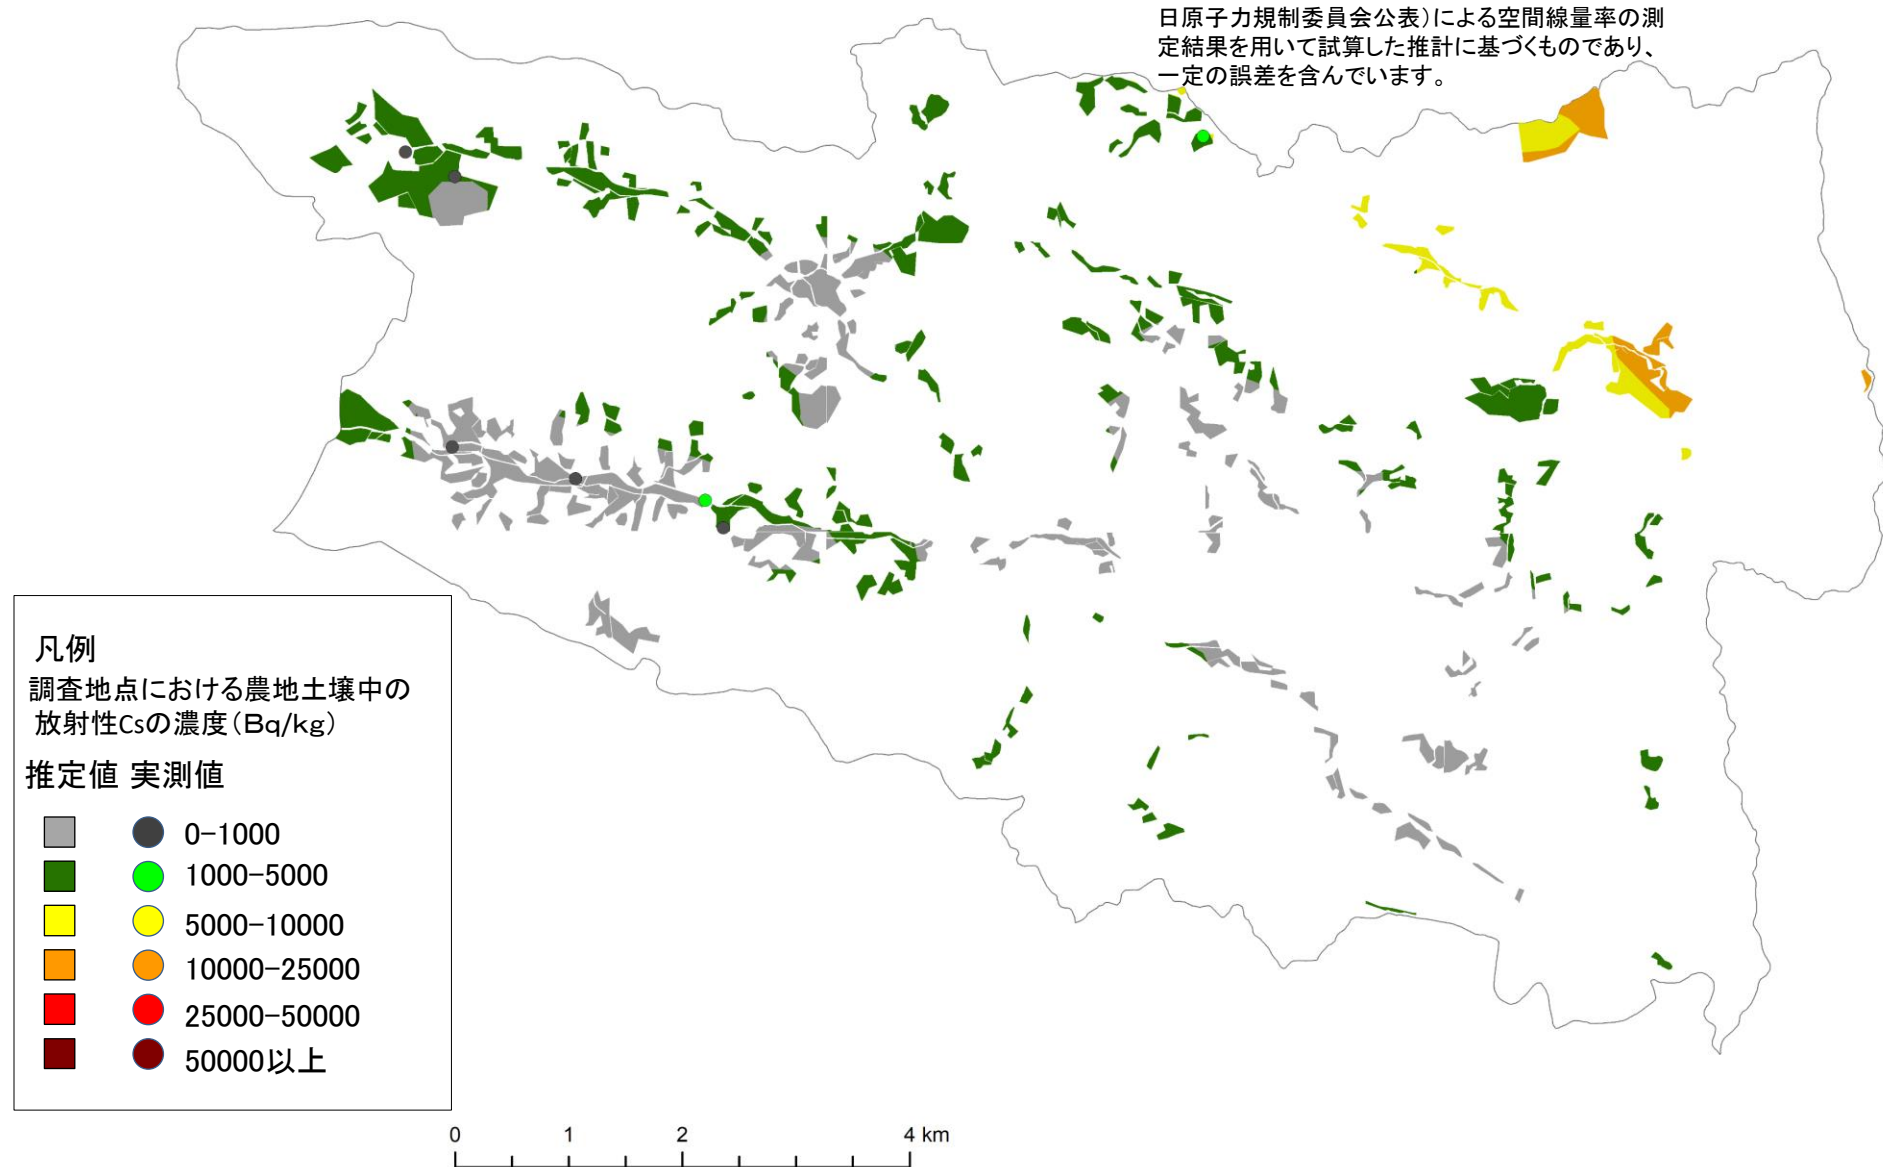 日原子力規制委員会公表）による空間線量率の測
定結果を用いて試算した推計に基づくものであり、
一定の誤差を含んでいます。
凡例
調査地点における農地土壌中の
放射性Csの濃度（Bq/kg）
推定値 実測値
0-1000
1000-5000
5000-10000
10000-25000
25000-50000
50000以上
0 1 2 4 km